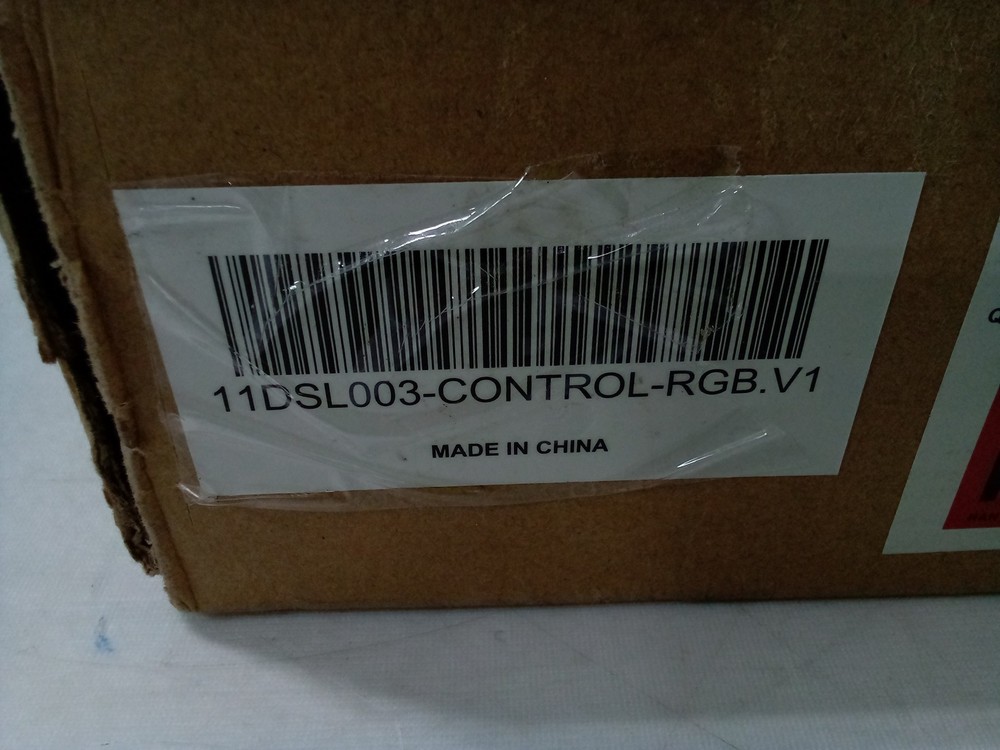 11DSL003-CONTROL-RGB.V1
MADE IN CHINA
Q